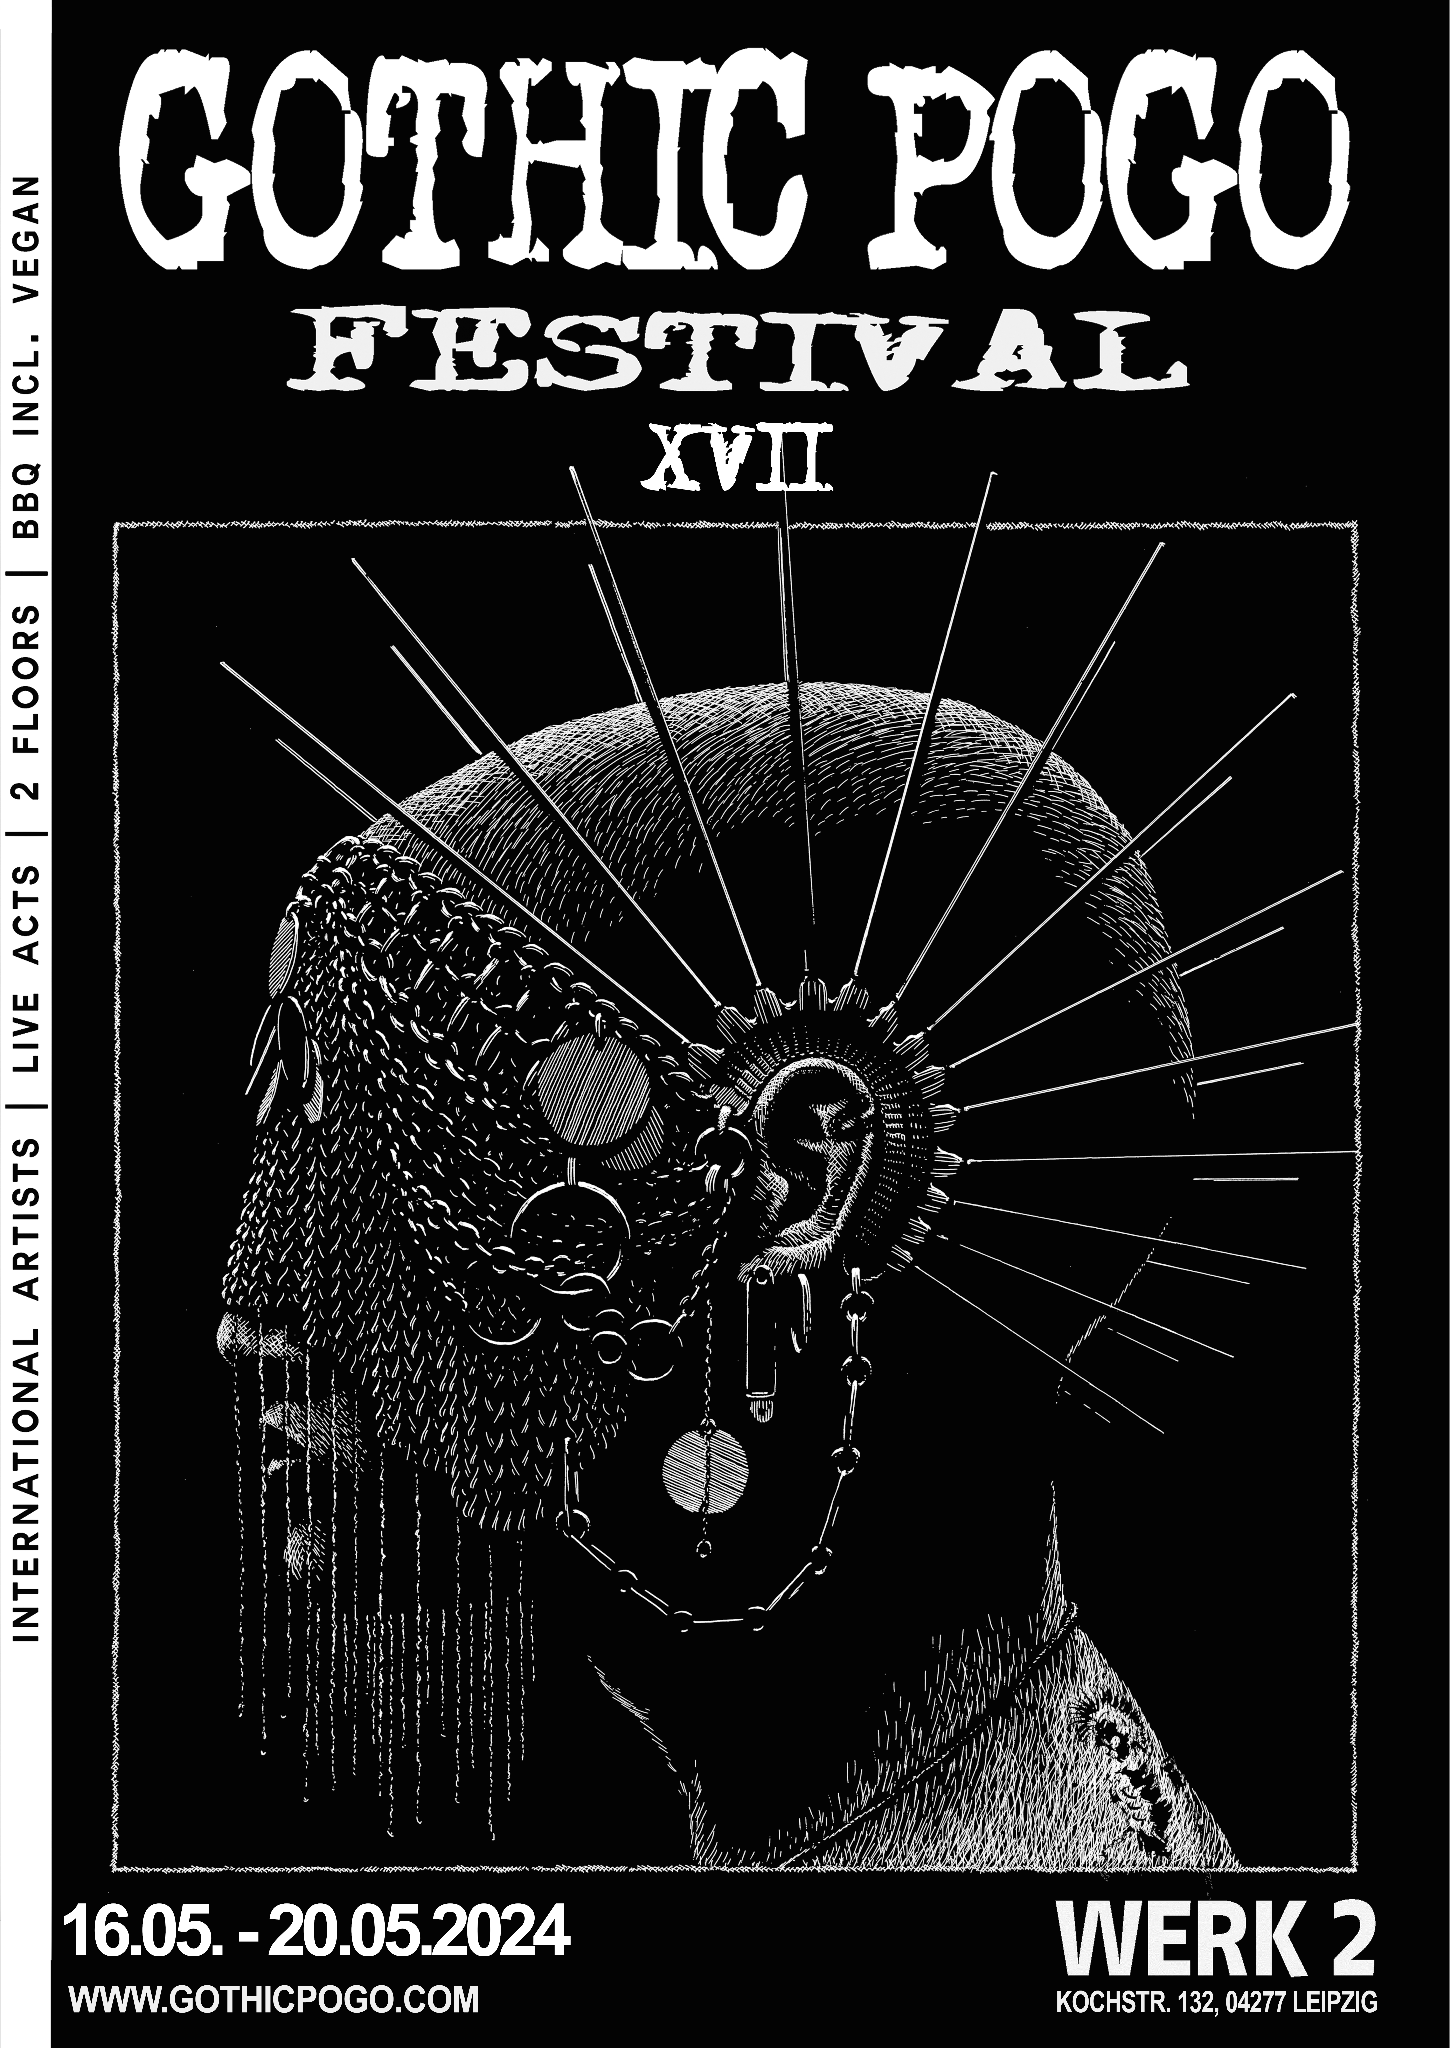 GOTHIC POGO
FESTIVAL
XVII
INTERNATIONAL ARTISTS | LIVE ACTS | 2 FLOORS | BBQ INCL. VEGAN
16.05. - 20.05.2024
WWW.GOTHICPOGO.COM
WERK 2
KOCHSTR. 132, 04277 LEIPZIG